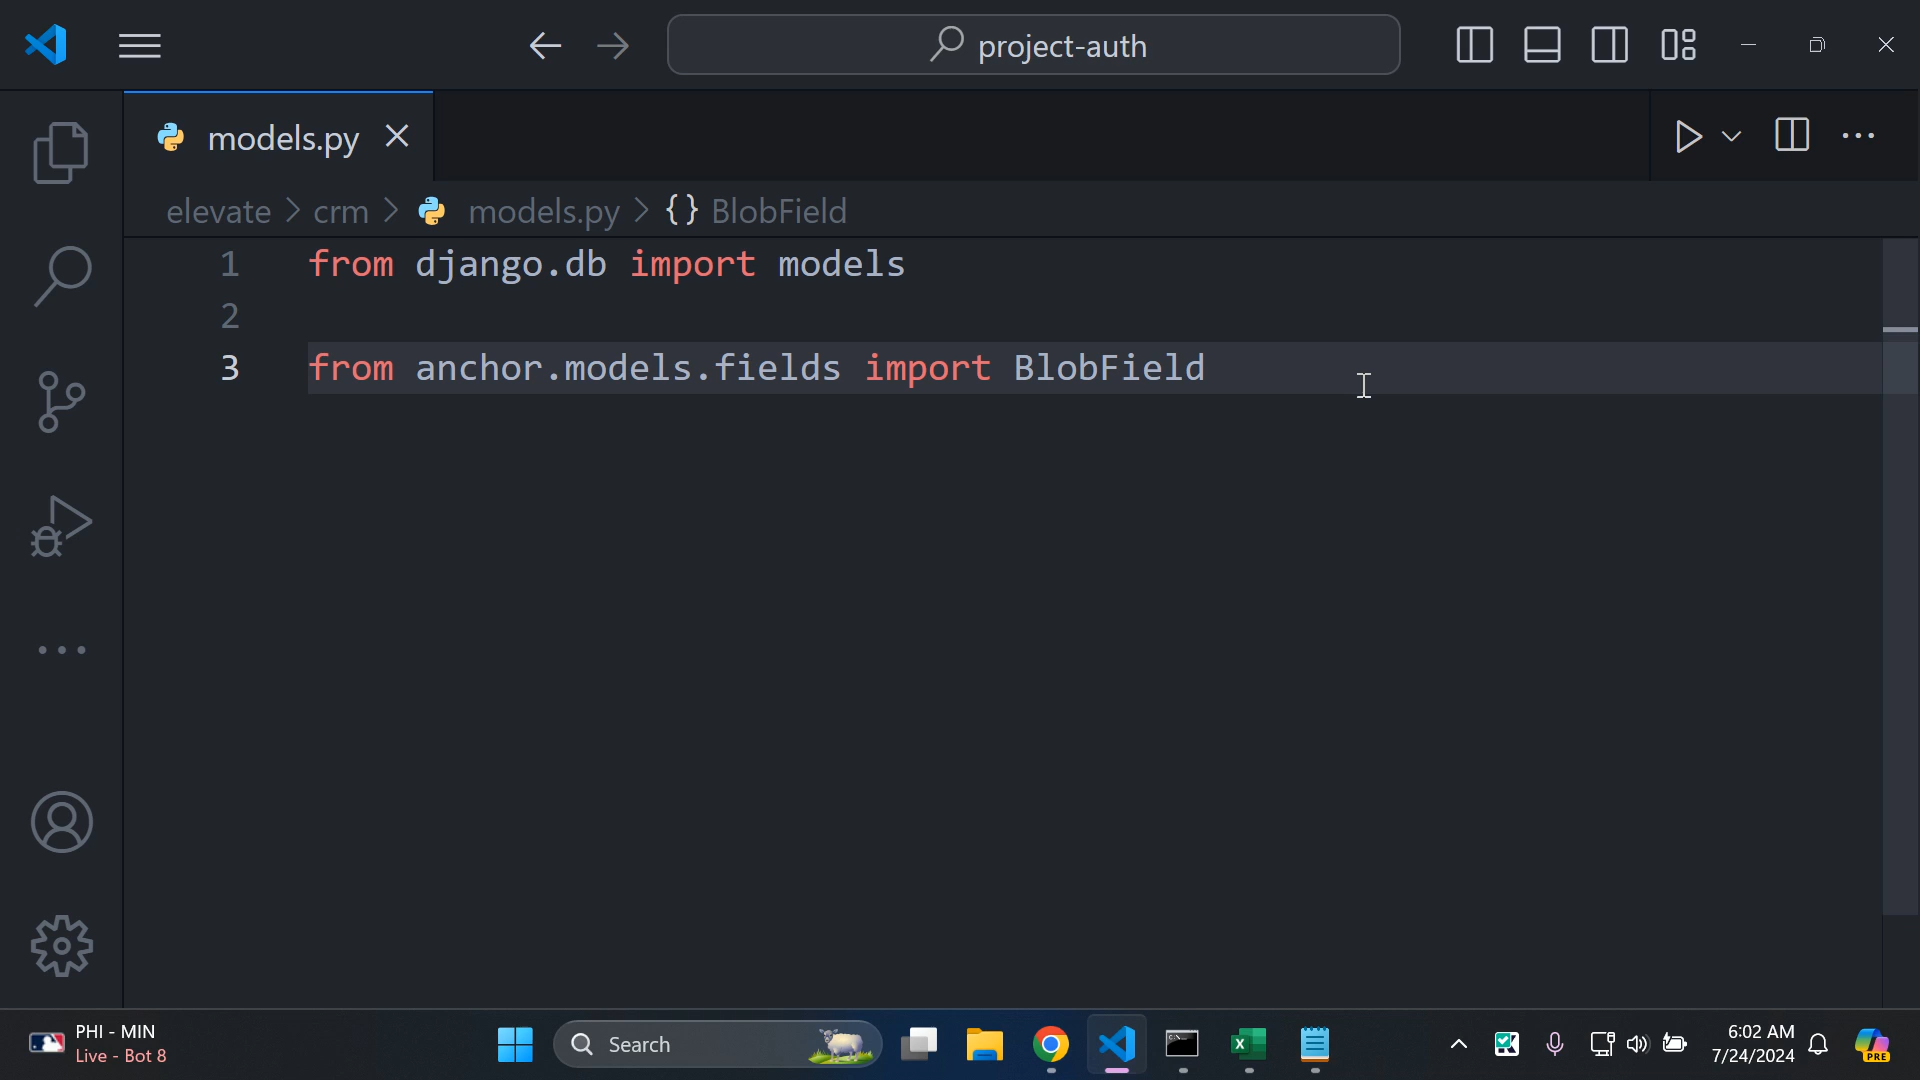 project-auth
models.py
elevate > crm > models.py > {} BlobField
1 from django.db import models
2
3 from anchor.models.fields import BlobField
PHI - MIN
Live - Bot 8
Search
6:02 AM
7/24/2024
PRE